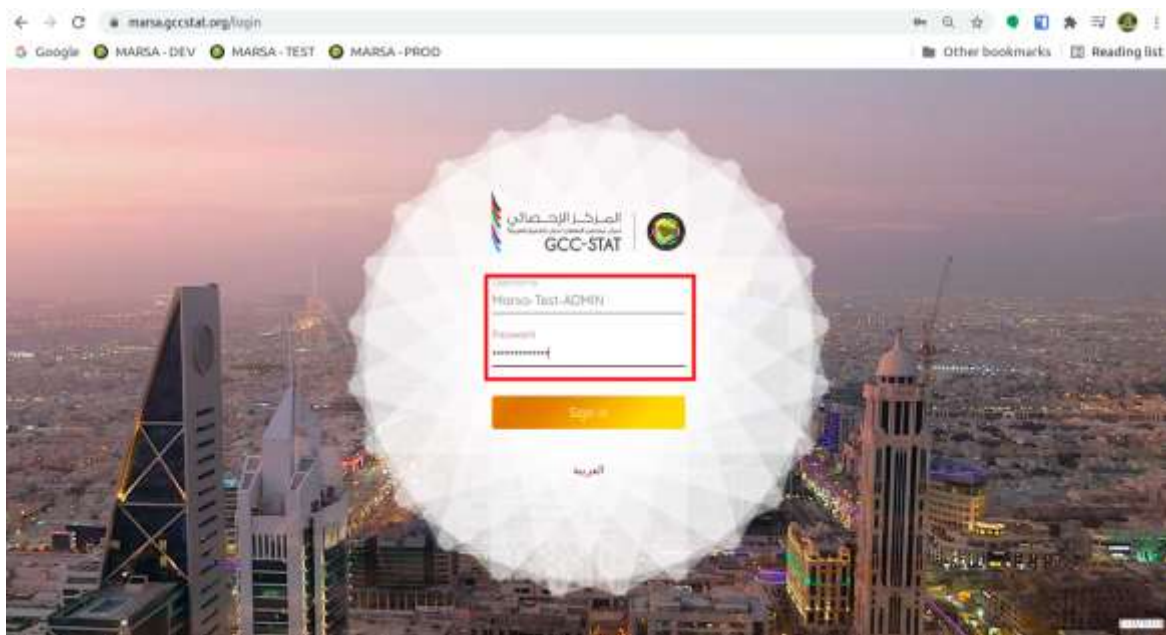 marsa.gccstat.org/login
Google MARSA - DEV MARSA - TEST MARSA - PROD Other bookmarks Reading list
المركز الإحصائي
GCC-STAT
Username
Marsa-Test-ADMIN
Password
Sign in
العربية